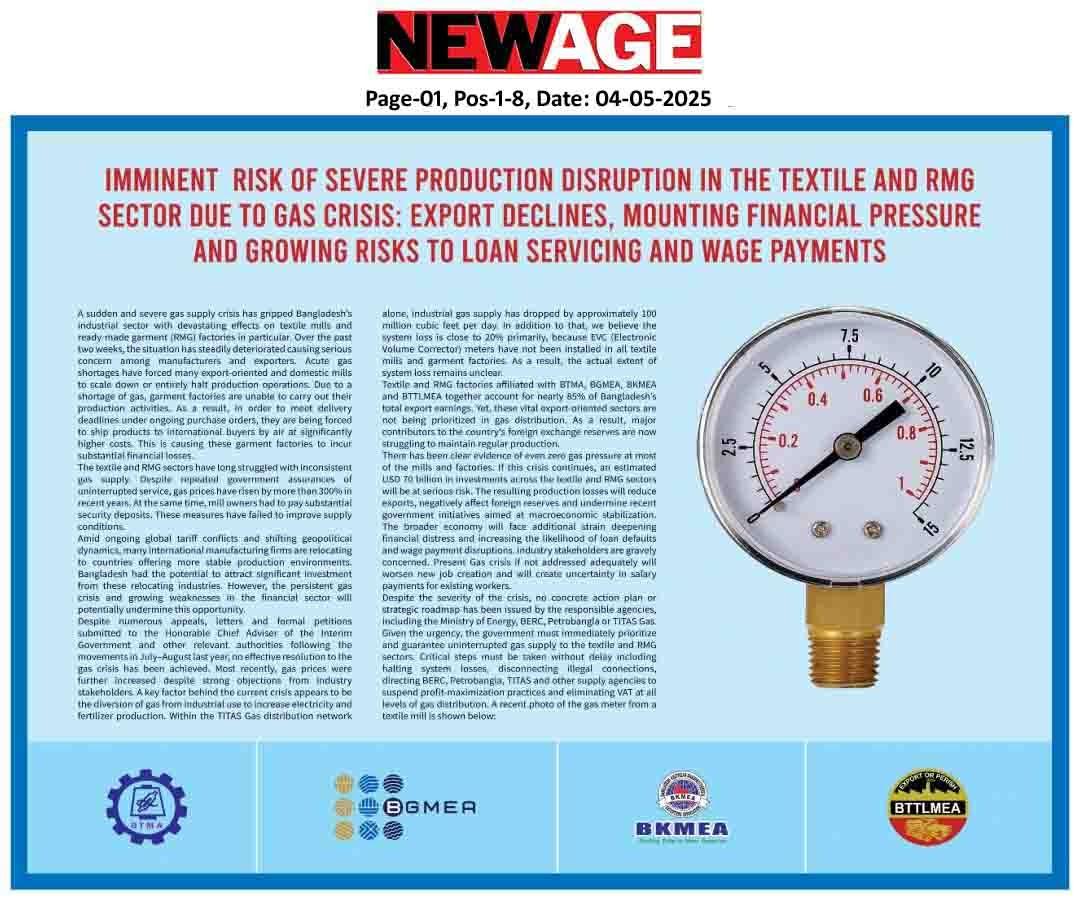 NEWAGE
Page-01, Pos-1-8, Date: 04-05-2025
IMMINENT RISK OF SEVERE PRODUCTION DISRUPTION IN THE TEXTILE AND RMG
SECTOR DUE TO GAS CRISIS: EXPORT DECLINES, MOUNTING FINANCIAL PRESSURE
AND GROWING RISKS TO LOAN SERVICING AND WAGE PAYMENTS
A sudden and severe gas supply crisis has gripped Bangladesh's
industrial sector with devastating effects on textile mills and
ready-made garment (RMG) factories in particular. Over the past
two weeks, the situation has steadily deteriorated causing serious
concern among manufacturers and exporters. Acute gas
shortages have forced many export-oriented and domestic mills
to scale down or entirely halt production operations. Due to a
shortage of gas, garment factories are unable to carry out their
production activities. As a result, in order to meet delivery
deadlines under ongoing purchase orders, they are being forced
to ship products to international buyers by air at significantly
higher costs. This is causing these garment factories to incur
substantial financial losses.
The textile and RMG sectors have long struggled with inconsistent
gas supply. Despite repeated government assurances of
uninterrupted service, gas prices have risen by more than 300% in
recent years. At the same time, mill owners had to pay substantial
security deposits. These measures have failed to improve supply
conditions.
Amid ongoing global tariff conflicts and shifting geopolitical
dynamics, many international manufacturing firms are relocating
to countries offering more stable production environments.
Bangladesh had the potential to attract significant investment
from these relocating industries. However, the persistent gas
crisis and growing weaknesses in the financial sector will
potentially undermine this opportunity.
Despite numerous appeals, letters and formal petitions
submitted to the Honorable Chief Adviser of the Interim
Government and other relevant authorities following the
movements in July–August last year, no effective resolution to the
gas crisis has been achieved. Most recently, gas prices were
further increased despite strong objections from industry
stakeholders. A key factor behind the current crisis appears to be
the diversion of gas from industrial use to increase electricity and
fertilizer production. Within the TITAS Gas distribution network
alone, industrial gas supply has dropped by approximately 100
million cubic feet per day. In addition to that, we believe the
system loss is close to 20% primarily, because EVC (Electronic
Volume Corrector) meters have not been installed in all textile
mills and garment factories. As a result, the actual extent of
system loss remains unclear.
Textile and RMG factories affiliated with BTMA, BGMEA, BKMEA
and BTTLMEA together account for nearly 85% of Bangladesh's
total export earnings. Yet, these vital export-oriented sectors are
not being prioritized in gas distribution. As a result, major
contributors to the country's foreign exchange reserves are now
struggling to maintain regular production.
There has been clear evidence of even zero gas pressure at most
of the mills and factories. If this crisis continues, an estimated
USD 70 billion in investments across the textile and RMG sectors
will be at serious risk. The resulting production losses will reduce
exports, negatively affect foreign reserves and undermine recent
government initiatives aimed at macroeconomic stabilization.
The broader economy will face additional strain deepening
financial distress and increasing the likelihood of loan defaults
and wage payment disruptions. Industry stakeholders are gravely
concerned. Present Gas crisis if not addressed adequately will
worsen new job creation and will create uncertainty in salary
payments for existing workers.
Despite the severity of the crisis, no concrete action plan or
strategic roadmap has been issued by the responsible agencies,
including the Ministry of Energy, BERC, Petrobangla or TITAS Gas.
Given the urgency, the government must immediately prioritize
and guarantee uninterrupted gas supply to the textile and RMG
sectors. Critical steps must be taken without delay including
halting system losses, disconnecting illegal connections,
directing BERC, Petrobangla, TITAS and other supply agencies to
suspend profit-maximization practices and eliminating VAT at all
levels of gas distribution. A recent photo of the gas meter from a
textile mill is shown below:
0
2.5
5
7.5
10
12.5
15
0.2
0.4
0.6
0.8
1
BTMA
BGMEA
BKMEA
BKMEA
EXPORT OR PERISH
BTTLMEA